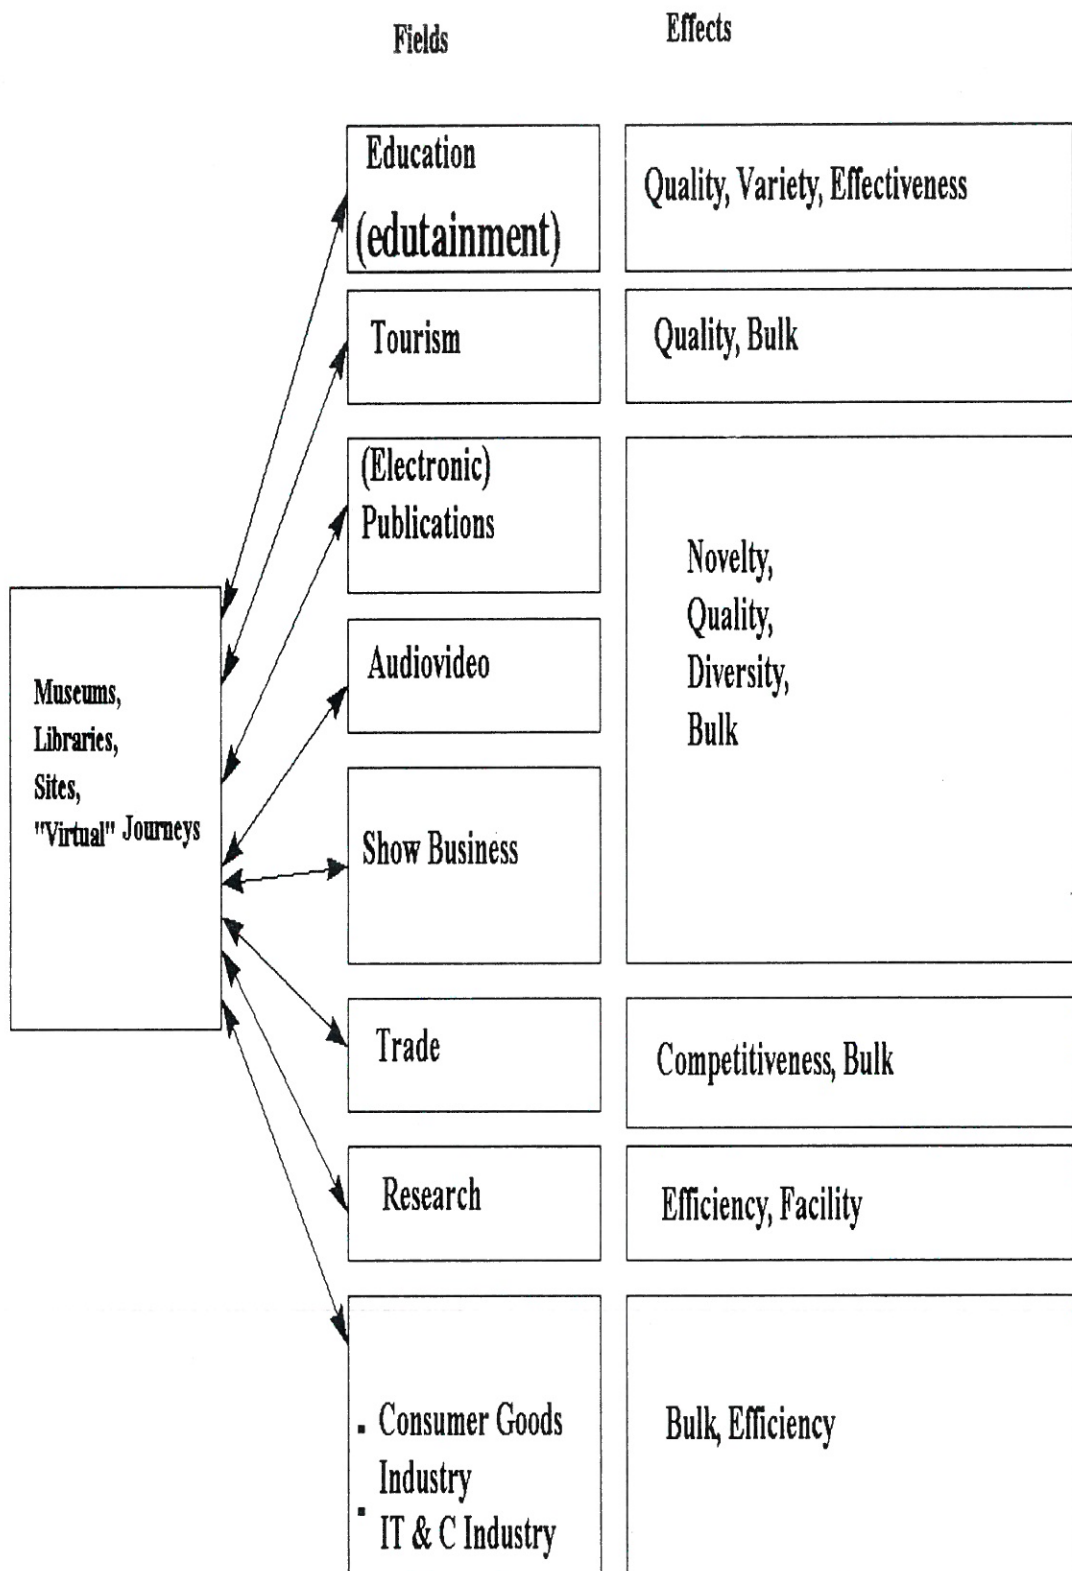 Fields
Effects
Education
(edutainment)
Quality, Variety, Effectiveness
Tourism
Quality, Bulk
(Electronic)
Publications
Audiovideo
Show Business
Novelty,
Quality,
Diversity,
Bulk
Museums,
Libraries,
Sites,
"Virtual" Journeys
Trade
Competitiveness, Bulk
Research
Efficiency, Facility
▪ Consumer Goods
Industry
▪ IT & C Industry
Bulk, Efficiency